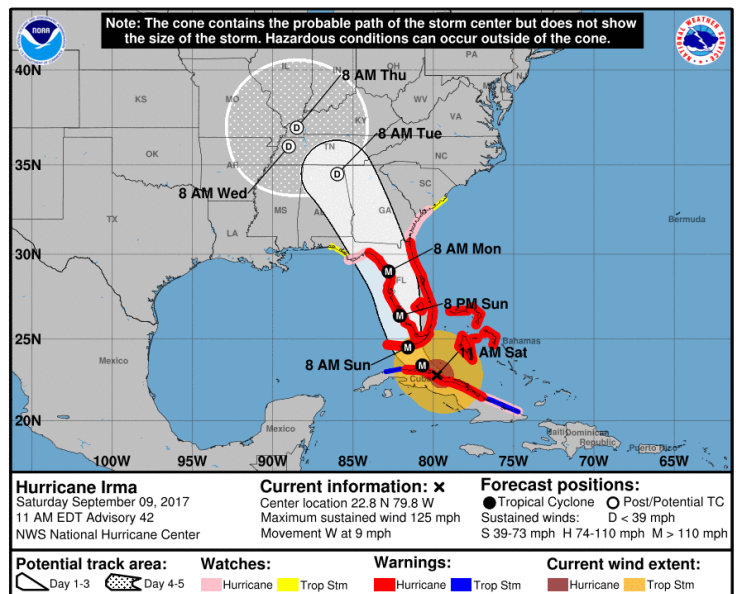 Note: The cone contains the probable path of the storm center but does not show
the size of the storm. Hazardous conditions can occur outside of the cone.
NOAA
NATIONAL WEATHER SERVICE
40N
35N
30N
25N
20N
100W
95W
90W
85W
80W
75W
70W
65W
PA
OH
IL
IN
NJ
8 AM Thu
KS
MO
WV
KY
VA
D
8 AM Tue
D
OK
AR
TN
NC
D
8 AM Wed
SC
MS
AL
GA
TX
LA
Bermuda
8 AM Mon
M
FL
8 PM Sun
M
8 AM Sun
M
11 AM Sat
Bahamas
M
Mexico
Cuba
Mexico
Haiti
Dominican
Republic
Puerto Rico
Hurricane Irma
Saturday September 09, 2017
11 AM EDT Advisory 42
NWS National Hurricane Center
Current information: ×
Center location 22.8 N 79.8 W
Maximum sustained wind 125 mph
Movement W at 9 mph
Forecast positions:
Tropical Cyclone Post/Potential TC
Sustained winds: D < 39 mph
S 39-73 mph H 74-110 mph M > 110 mph
Potential track area:
Day 1-3 Day 4-5
Watches:
Hurricane Trop Stm
Warnings:
Hurricane Trop Stm
Current wind extent:
Hurricane Trop Stm